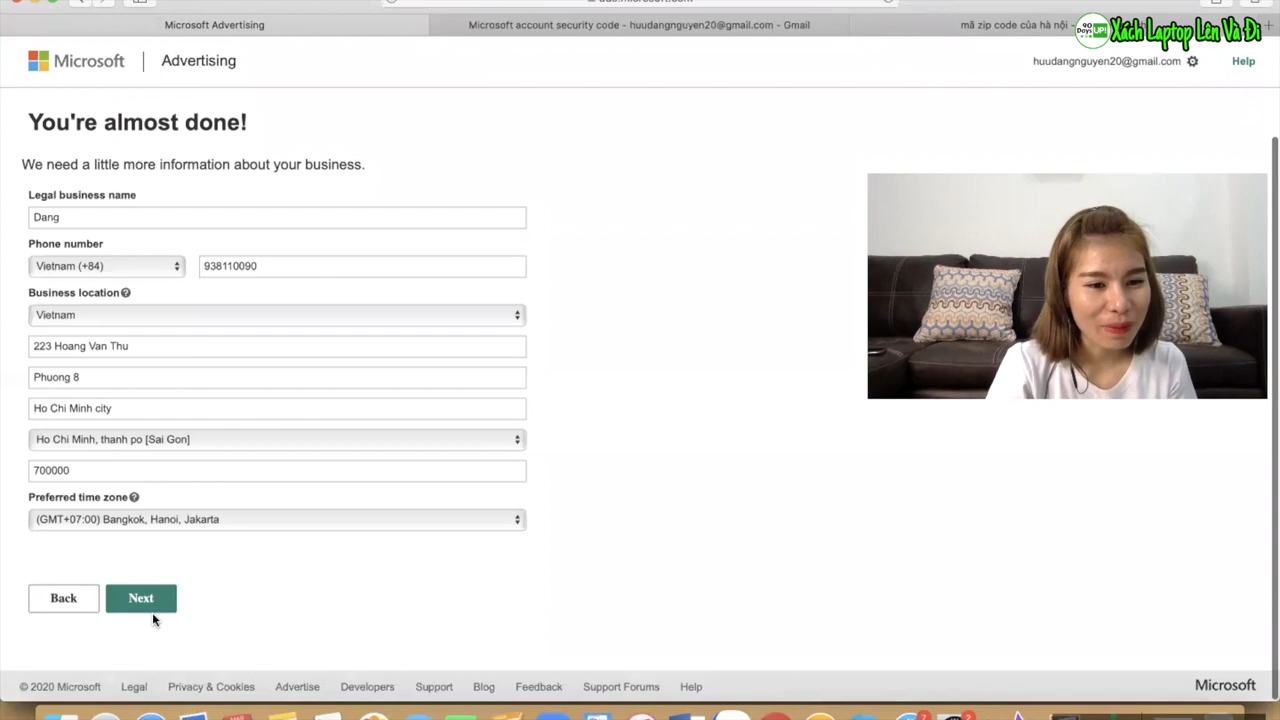 Microsoft Advertising
Microsoft account security code - huudangnguyen20@gmail.com - Gmail
mã zip code của hà nội -
90 Days UP!
Xách Laptop Lên Và Đi
Microsoft
Advertising
huudangnguyen20@gmail.com
Help
You're almost done!
We need a little more information about your business.
Legal business name
Dang
Phone number
Vietnam (+84)
938110090
Business location
Vietnam
223 Hoang Van Thu
Phuong 8
Ho Chi Minh city
Ho Chi Minh, thanh po [Sai Gon]
700000
Preferred time zone
(GMT+07:00) Bangkok, Hanoi, Jakarta
Back
Next
© 2020 Microsoft
Legal
Privacy & Cookies
Advertise
Developers
Support
Blog
Feedback
Support Forums
Help
Microsoft